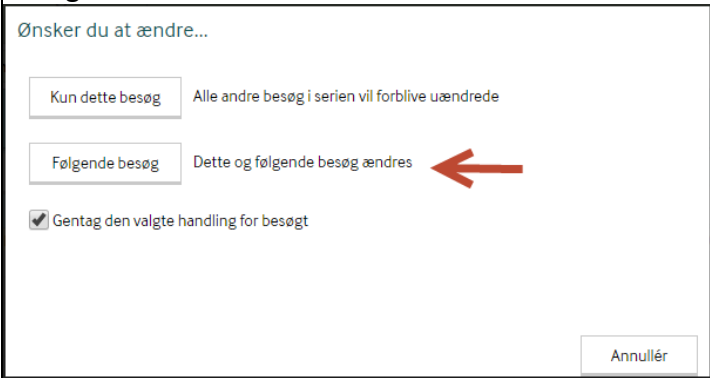 Ønsker du at ændre...
Kun dette besøg Alle andre besøg i serien vil forblive uændrede
Følgende besøg Dette og følgende besøg ændres
Gentag den valgte handling for besøgt
Annullér